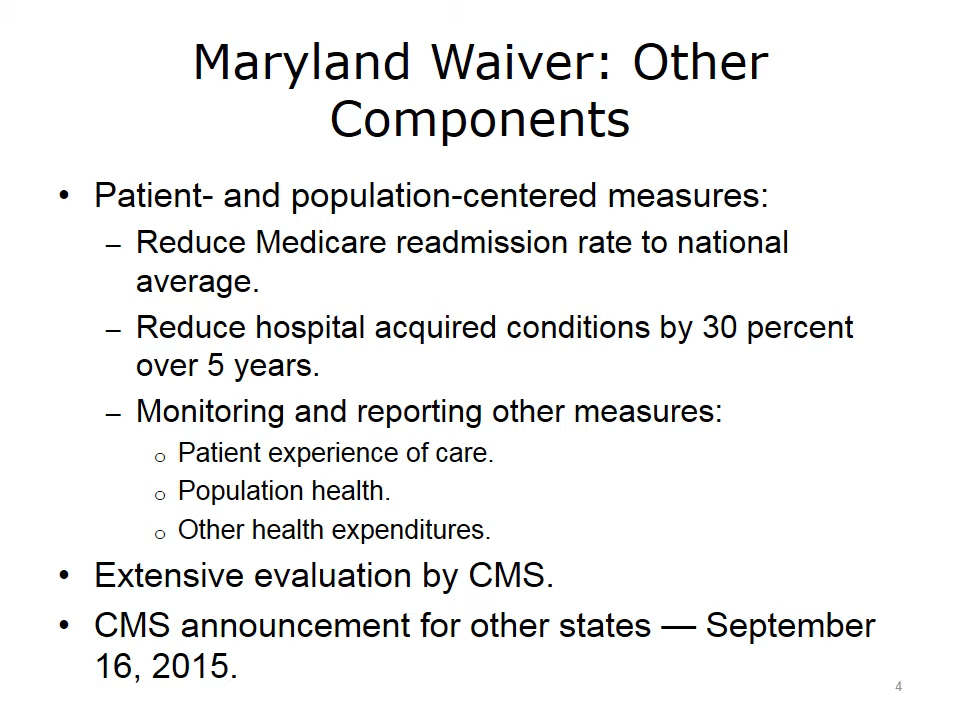 Maryland Waiver: Other
Components
• Patient- and population-centered measures:
– Reduce Medicare readmission rate to national
average.
– Reduce hospital acquired conditions by 30 percent
over 5 years.
– Monitoring and reporting other measures:
o Patient experience of care.
o Population health.
o Other health expenditures.
• Extensive evaluation by CMS.
• CMS announcement for other states — September
16, 2015.
4